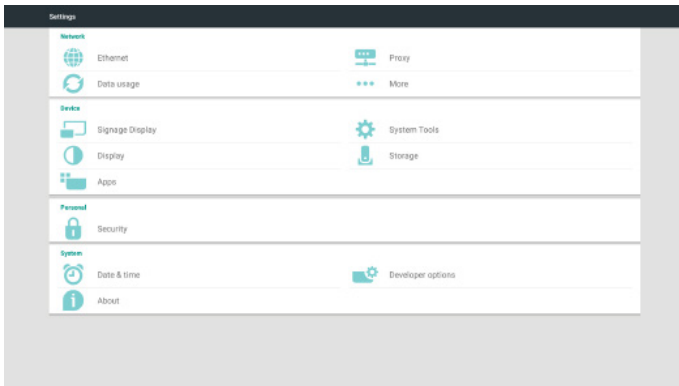 Settings
Network
Ethernet
Proxy
Data usage
More
Device
Signage Display
System Tools
Display
Storage
Apps
Personal
Security
System
Date & time
Developer options
About